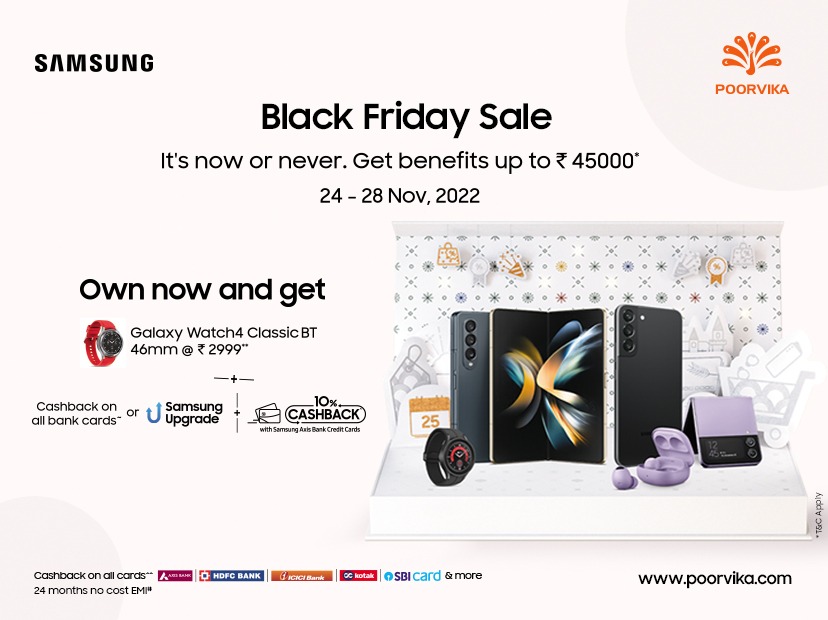 SAMSUNG
POORVIKA
Black Friday Sale
It's now or never. Get benefits up to ₹ 45000*
24 – 28 Nov, 2022
Own now and get
Galaxy Watch4 Classic BT
46mm @ ₹ 2999**
Cashback on
all bank cards~
or
Samsung
Upgrade
+
10%
CASHBACK
with Samsung Axis Bank Credit Cards
25
12
45
*T&C Apply
Cashback on all cards~~ AXIS BANK HDFC BANK ICICI Bank kotak SBI card & more
24 months no cost EMI#
www.poorvika.com